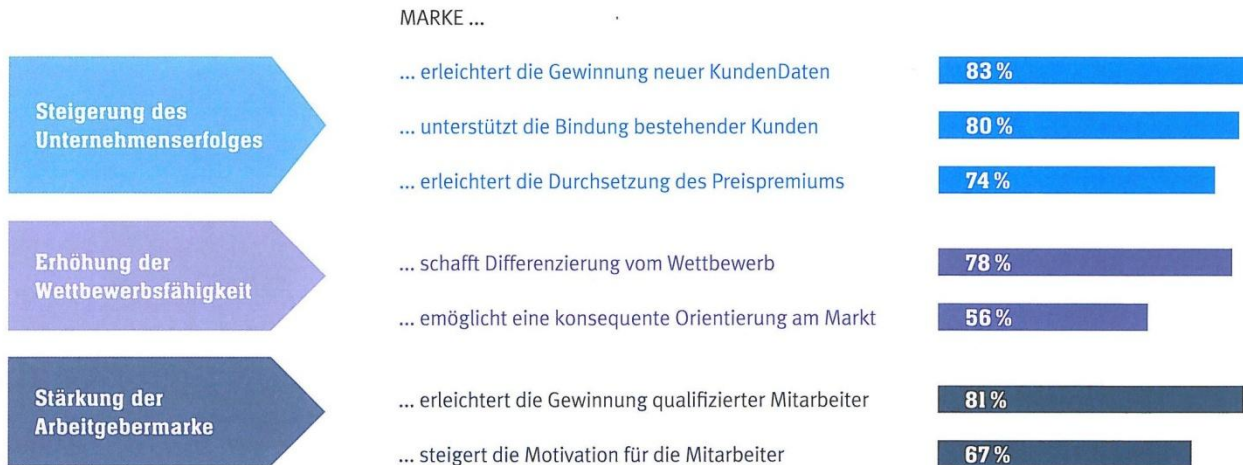 MARKE ...
Steigerung des
Unternehmenserfolges
... erleichtert die Gewinnung neuer KundenDaten
83 %
... unterstützt die Bindung bestehender Kunden
80 %
... erleichtert die Durchsetzung des Preispremiums
74 %
Erhöhung der
Wettbewerbsfähigkeit
... schafft Differenzierung vom Wettbewerb
78 %
... emöglicht eine konsequente Orientierung am Markt
56 %
Stärkung der
Arbeitgebermarke
... erleichtert die Gewinnung qualifizierter Mitarbeiter
81 %
... steigert die Motivation für die Mitarbeiter
67 %